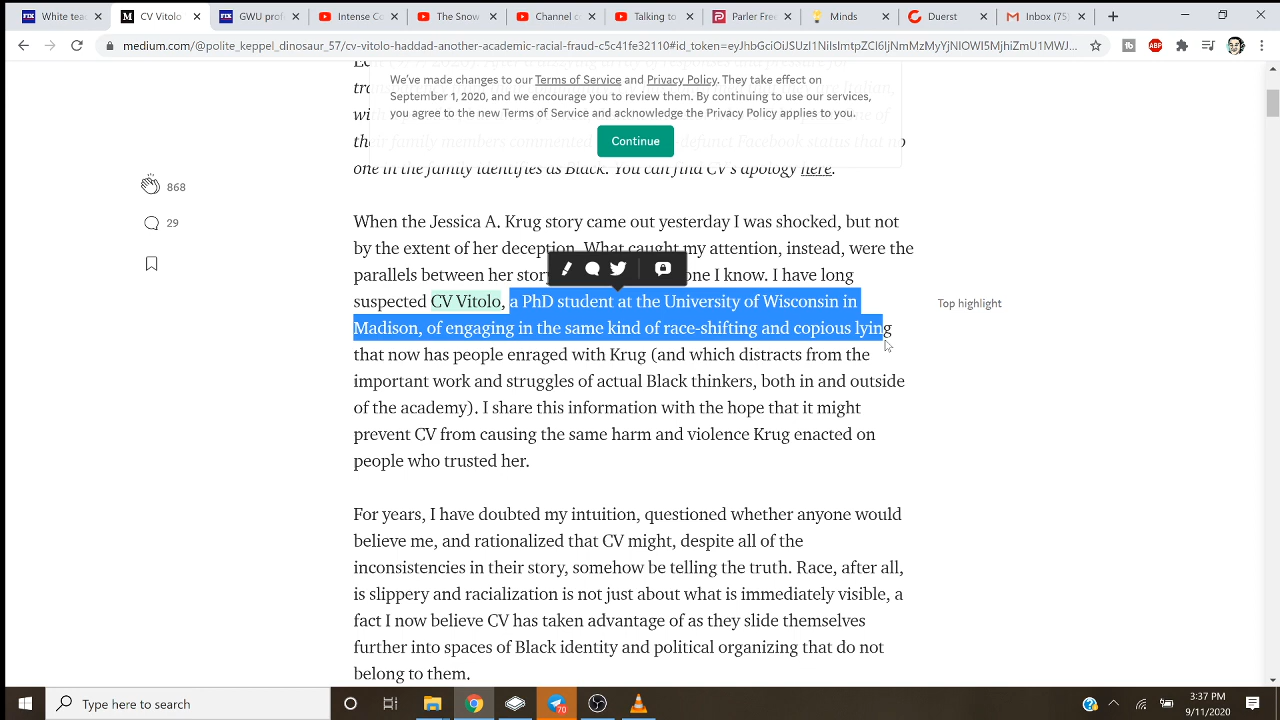 White tea
CV Vitolo
GWU prof
Intense Co
The Snow
Channel c
Talking to
Parler Free
Minds
Duerst
Inbox (75)
medium.com/@polite_keppel_dinosaur_57/cv-vitolo-haddad-another-academic-racial-fraud-c5c41fe32110#id_token=
We've made changes to our Terms of Service and Privacy Policy. They take effect on
September 1, 2020, and we encourage you to review them. By continuing to use our services,
you agree to the new Terms of Service and acknowledge the Privacy Policy applies to you.
Continue
their family members commented defunct Facebook status that no
one in the family identifies as Black. You can find CV's apology here.
868
29
When the Jessica A. Krug story came out yesterday I was shocked, but not
by the extent of her deception. What caught my attention, instead, were the
parallels between her story one I know. I have long
suspected CV Vitolo, a PhD student at the University of Wisconsin in
Madison, of engaging in the same kind of race-shifting and copious lying
Top highlight
that now has people enraged with Krug (and which distracts from the
important work and struggles of actual Black thinkers, both in and outside
of the academy). I share this information with the hope that it might
prevent CV from causing the same harm and violence Krug enacted on
people who trusted her.
For years, I have doubted my intuition, questioned whether anyone would
believe me, and rationalized that CV might, despite all of the
inconsistencies in their story, somehow be telling the truth. Race, after all,
is slippery and racialization is not just about what is immediately visible, a
fact I now believe CV has taken advantage of as they slide themselves
further into spaces of Black identity and political organizing that do not
belong to them.
Type here to search
70
3:37 PM
9/11/2020